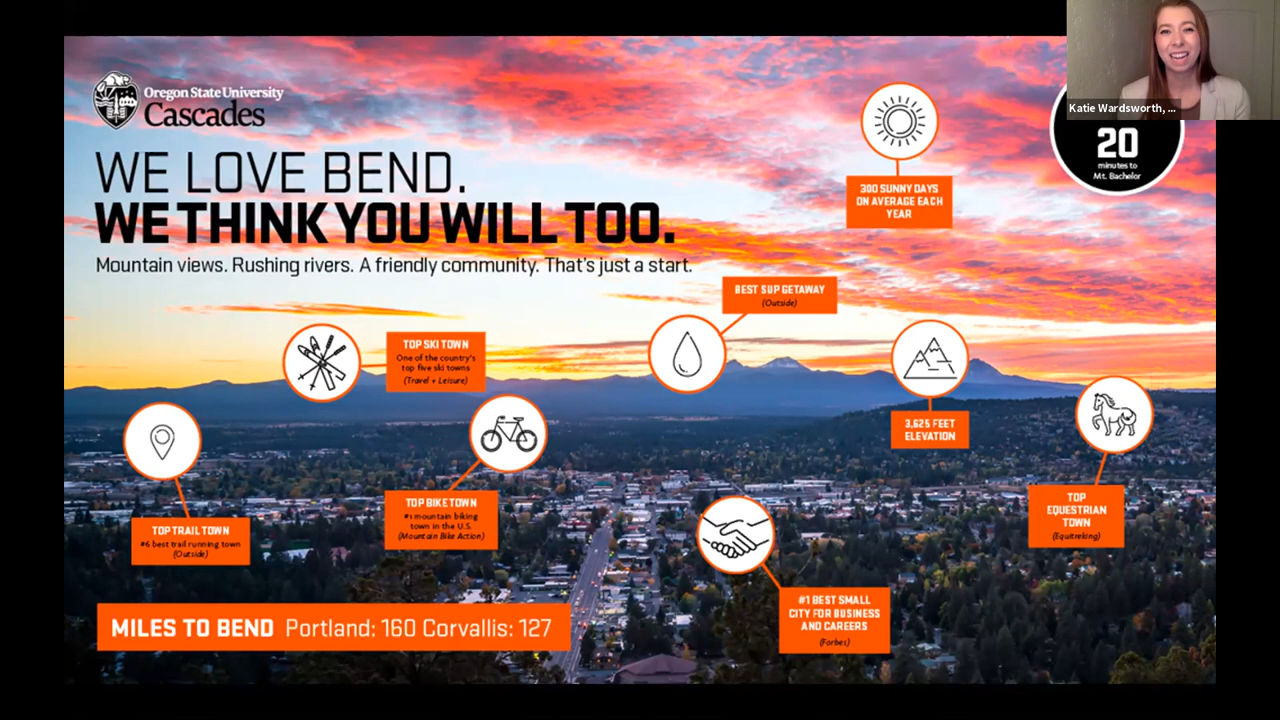 Oregon State University
Cascades
WE LOVE BEND.
WE THINK YOU WILL TOO.
Mountain views. Rushing rivers. A friendly community. That's just a start.
Katie Wardsworth, ...
20
minutes to
Mt. Bachelor
300 SUNNY DAYS
ON AVERAGE EACH
YEAR
BEST SUP GETAWAY
(Outside)
TOP SKI TOWN
One of the country's
top five ski towns
(Travel + Leisure)
3,625 FEET
ELEVATION
TOP TRAIL TOWN
#6 best trail running town
(Outside)
TOP BIKE TOWN
#1 mountain biking
town in the U.S.
(Mountain Bike Action)
TOP
EQUESTRIAN
TOWN
(Equitreking)
#1 BEST SMALL
CITY FOR BUSINESS
AND CAREERS
(Forbes)
MILES TO BEND Portland: 160 Corvallis: 127